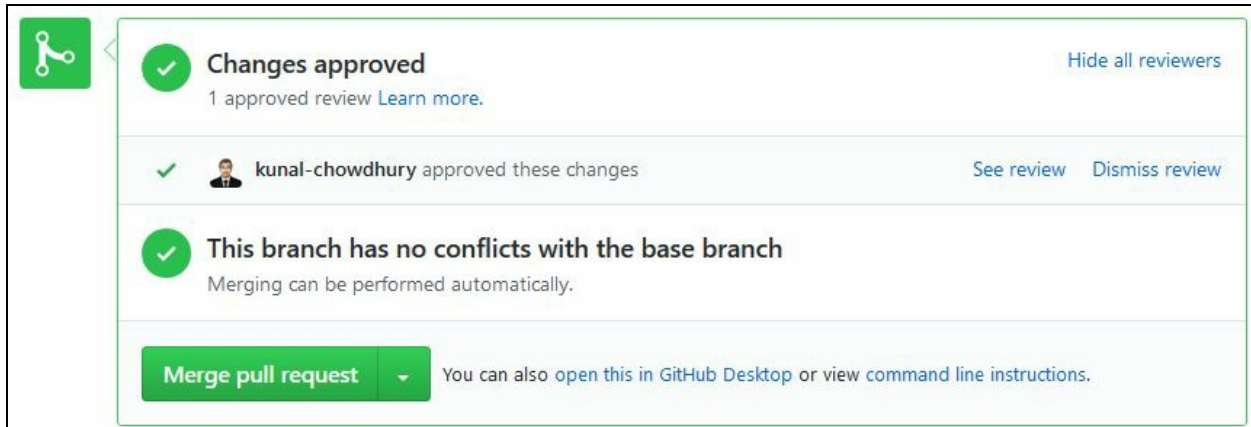 Changes approved
Hide all reviewers
1 approved review Learn more.
kunal-chowdhury approved these changes
See review
Dismiss review
This branch has no conflicts with the base branch
Merging can be performed automatically.
Merge pull request
You can also open this in GitHub Desktop or view command line instructions.